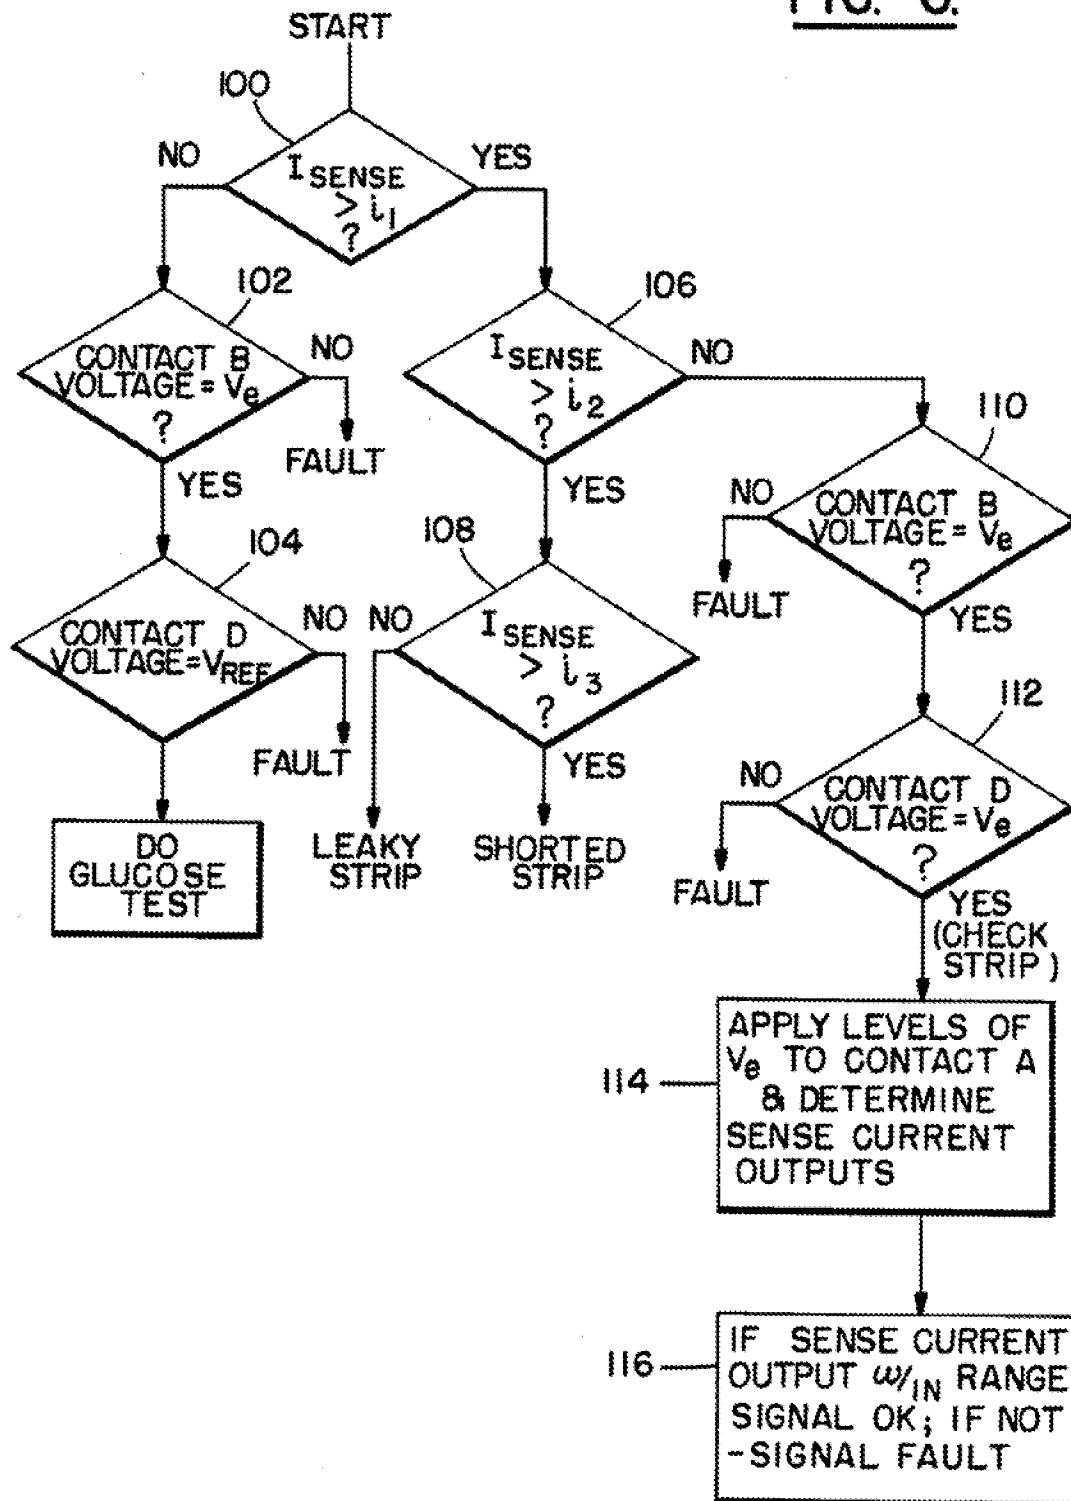 FIG. 6.
START
100
NO
YES
I SENSE
> i1
?
102
CONTACT B
VOLTAGE = Ve
?
NO
FAULT
YES
104
CONTACT D
VOLTAGE = VREF
NO
FAULT
DO
GLUCOSE
TEST
106
I SENSE
> i2
?
NO
YES
108
I SENSE
> i3
?
NO
LEAKY
STRIP
YES
SHORTED
STRIP
110
CONTACT B
VOLTAGE = Ve
?
NO
FAULT
YES
112
CONTACT D
VOLTAGE = Ve
?
NO
FAULT
YES
(CHECK
STRIP)
114
APPLY LEVELS OF
Ve TO CONTACT A
& DETERMINE
SENSE CURRENT
OUTPUTS
116
IF SENSE CURRENT
OUTPUT W/IN RANGE
SIGNAL OK; IF NOT
-SIGNAL FAULT